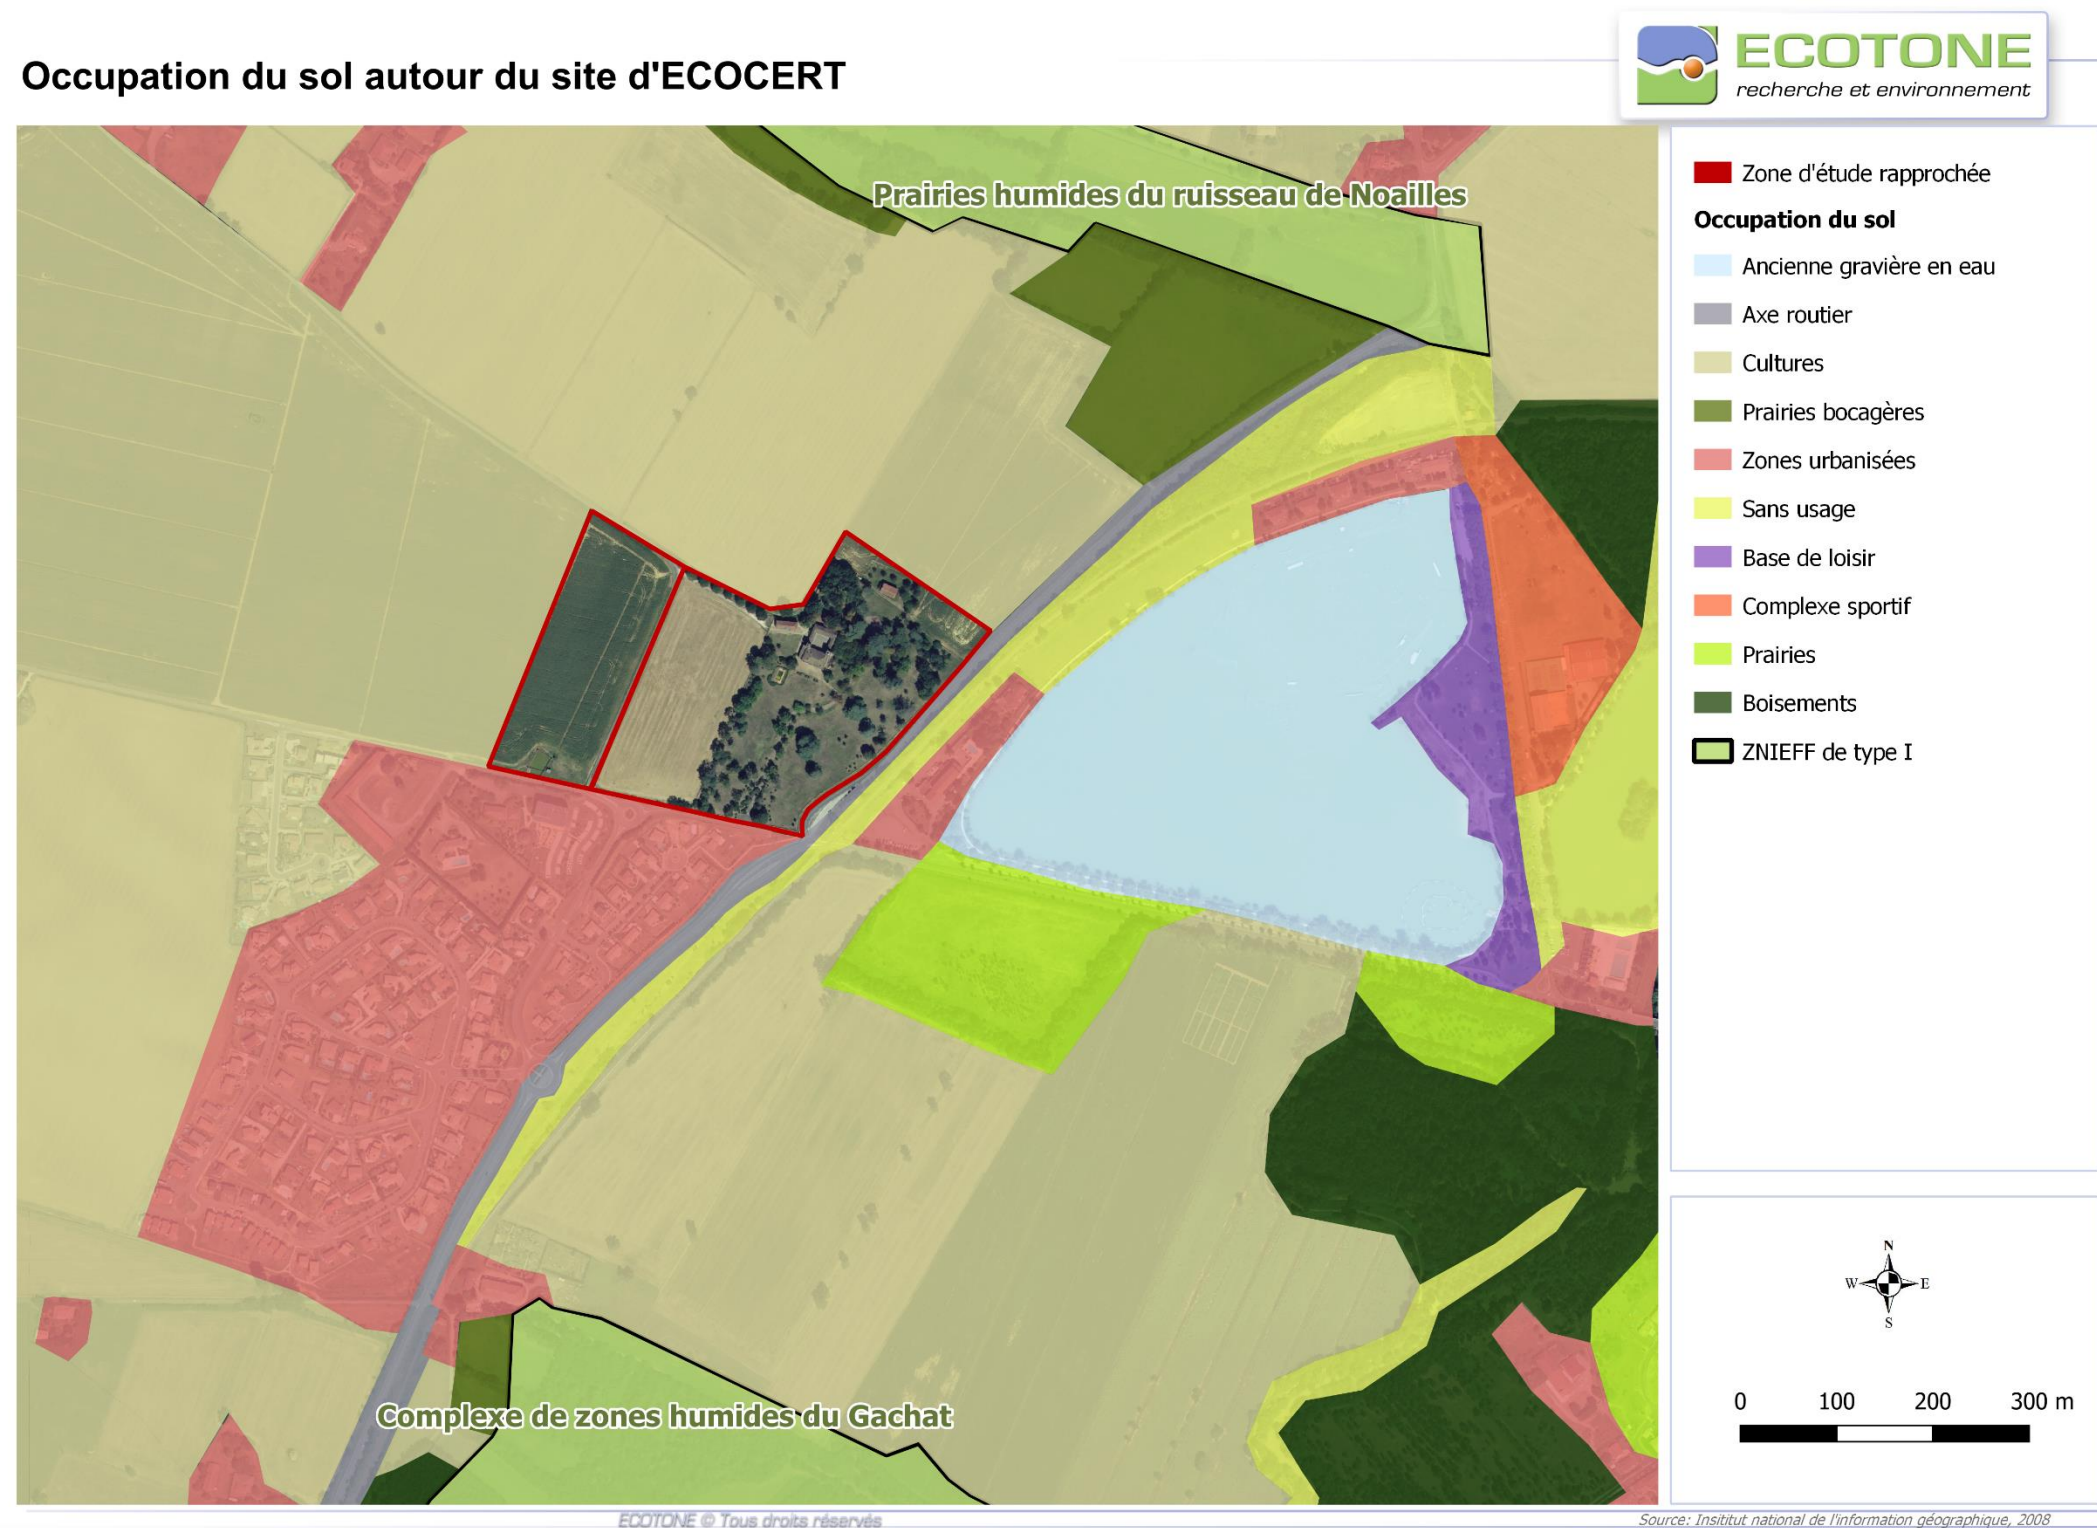 Occupation du sol autour du site d'ECOCERT
ECOTONE
recherche et environnement
Prairies humides du ruisseau de Noailles
Complexe de zones humides du Gachat
Zone d'étude rapprochée
Occupation du sol
Ancienne gravière en eau
Axe routier
Cultures
Prairies bocagères
Zones urbanisées
Sans usage
Base de loisir
Complexe sportif
Prairies
Boisements
ZNIEFF de type I
N
W E
S
0 100 200 300 m
ECOTONE © Tous droits réservés
Source: Insititut national de l'information géographique, 2008